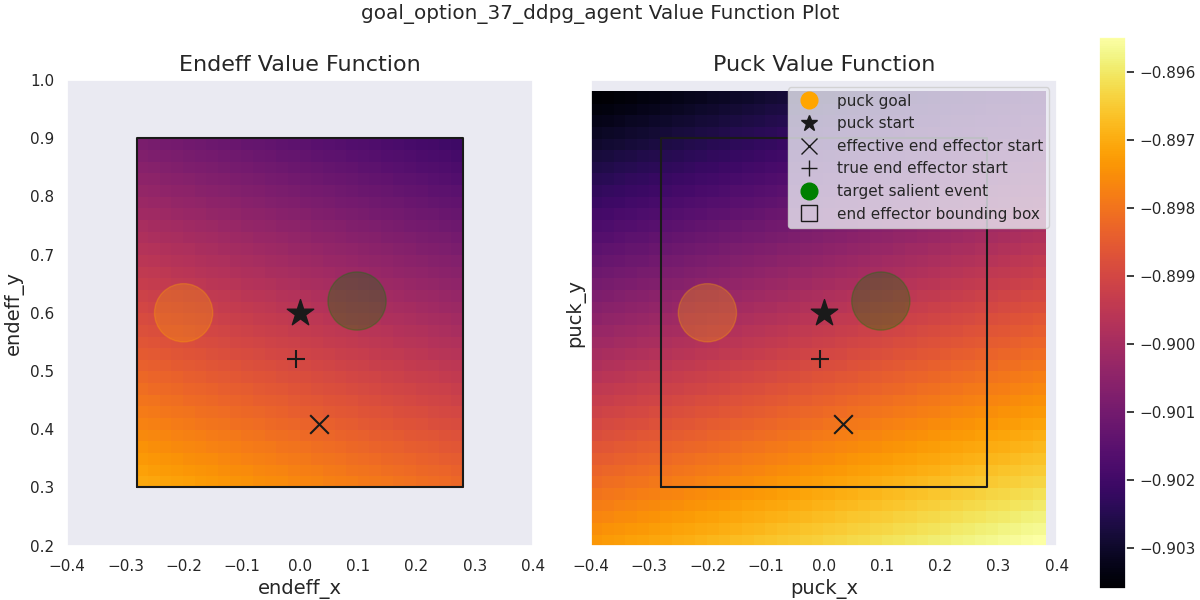 goal_option_37_ddpg_agent Value Function Plot
Endeff Value Function
endeff_y
1.0
0.9
0.8
0.7
0.6
0.5
0.4
0.3
0.2
−0.4 −0.3 −0.2 −0.1 0.0 0.1 0.2 0.3 0.4
endeff_x
Puck Value Function
puck_y
puck goal
puck start
effective end effector start
true end effector start
target salient event
end effector bounding box
−0.4 −0.3 −0.2 −0.1 0.0 0.1 0.2 0.3 0.4
puck_x
−0.896
−0.897
−0.898
−0.899
−0.900
−0.901
−0.902
−0.903